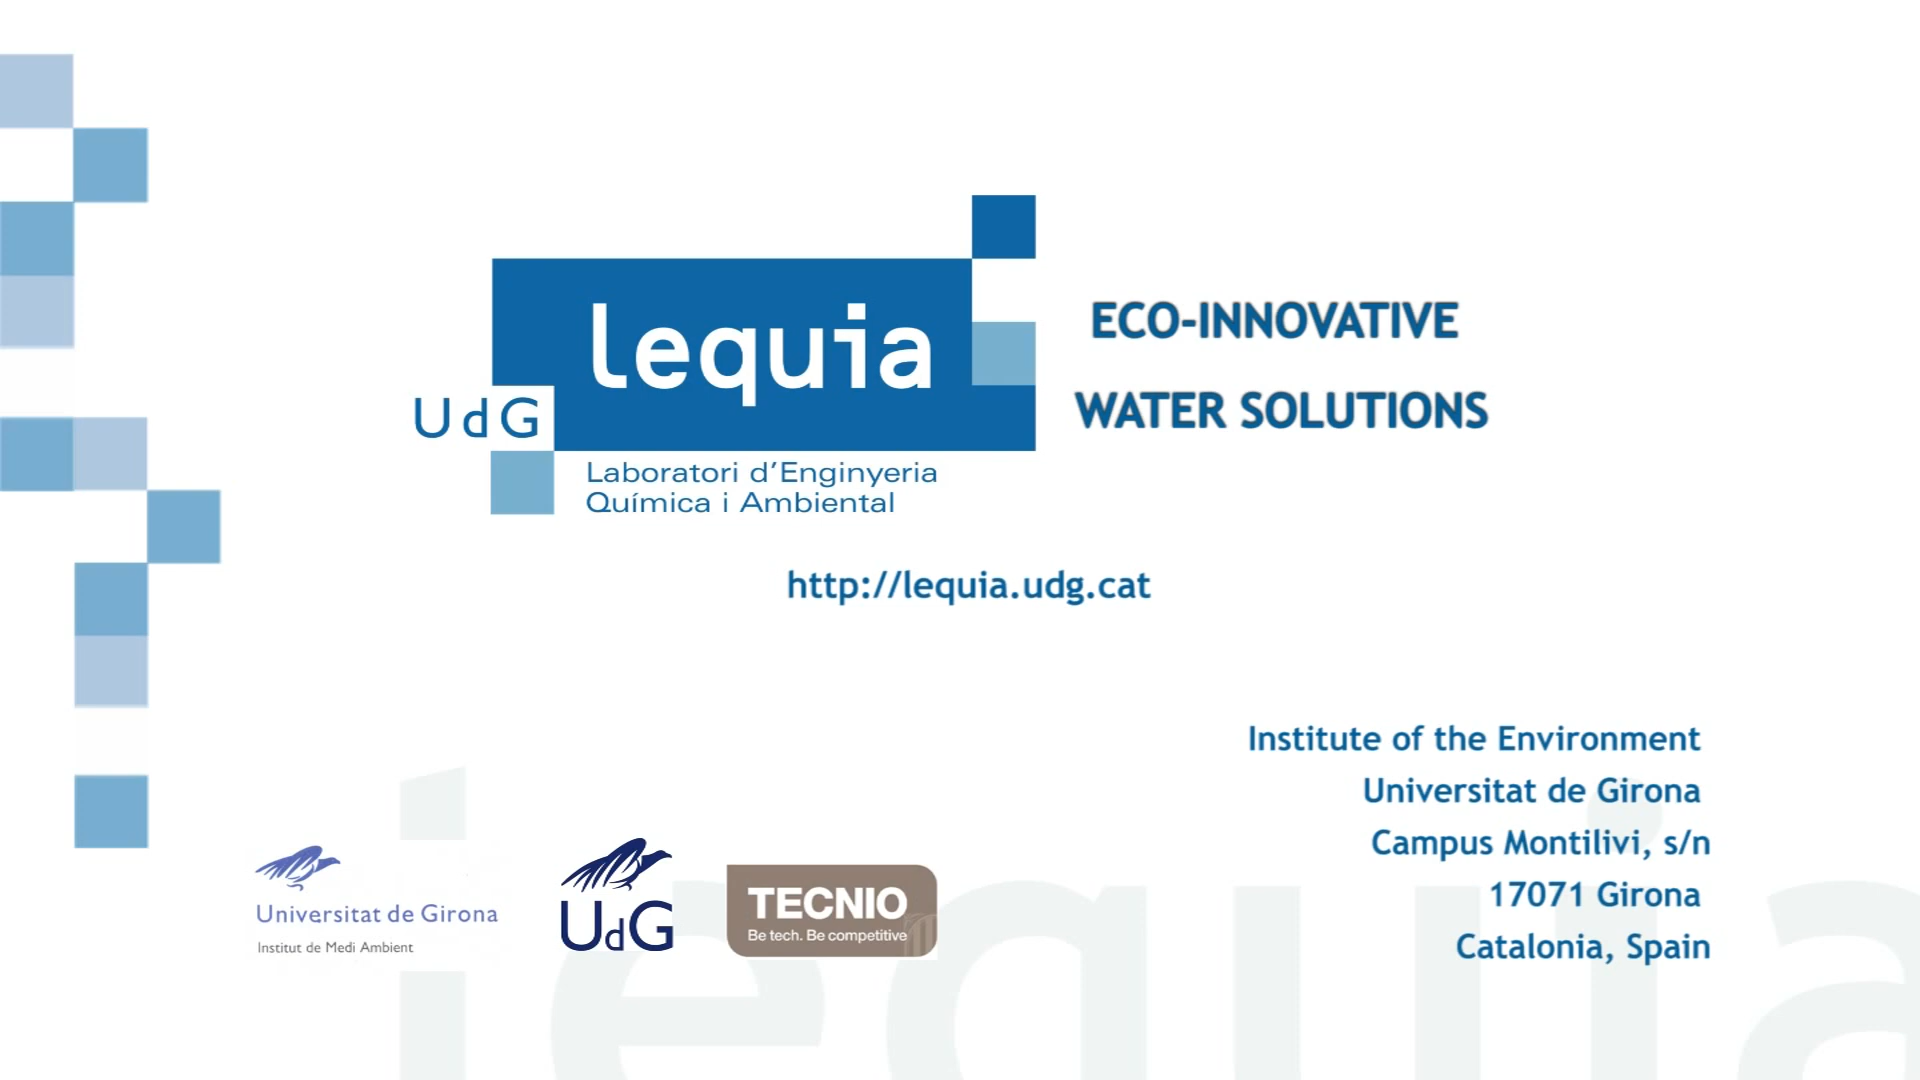 lequia
UdG
Laboratori d'Enginyeria
Química i Ambiental
ECO-INNOVATIVE
WATER SOLUTIONS
http://lequia.udg.cat
Institute of the Environment
Universitat de Girona
Campus Montilivi, s/n
17071 Girona
Catalonia, Spain
Universitat de Girona
Institut de Medi Ambient
UdG
TECNIO
Be tech. Be competitive
lequia